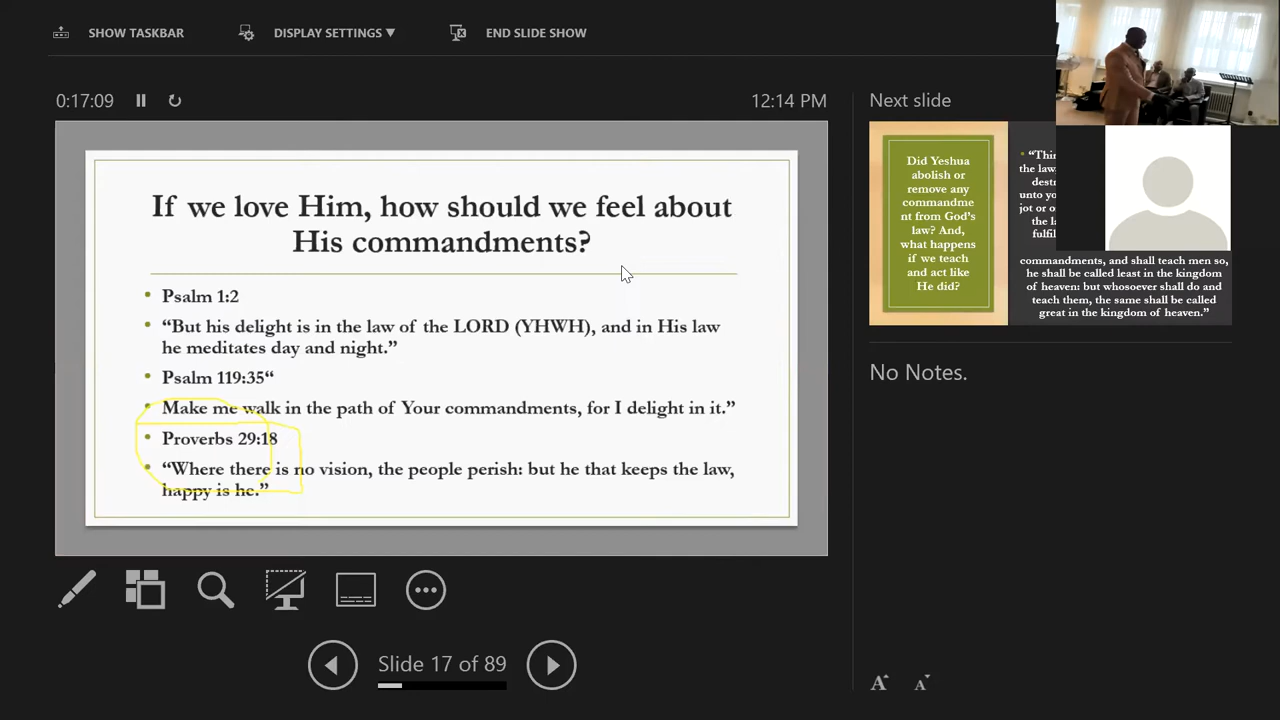 SHOW TASKBAR
DISPLAY SETTINGS ▼
END SLIDE SHOW
0:17:09
12:14 PM
If we love Him, how should we feel about
His commandments?
• Psalm 1:2
• “But his delight is in the law of the LORD (YHWH), and in His law
he meditates day and night.”
• Psalm 119:35“
• Make me walk in the path of Your commandments, for I delight in it.”
• Proverbs 29:18
• “Where there is no vision, the people perish: but he that keeps the law,
happy is he.”
Slide 17 of 89
Next slide
Did Yeshua
abolish or
remove any
commandme
nt from God’s
law? And,
what happens
if we teach
and act like
He did?
the law
unto yo
jot or o
the l
commandments, and shall teach men so,
he shall be called least in the kingdom
of heaven: but whosoever shall do and
teach them, the same shall be called
great in the kingdom of heaven.”
No Notes.
A A